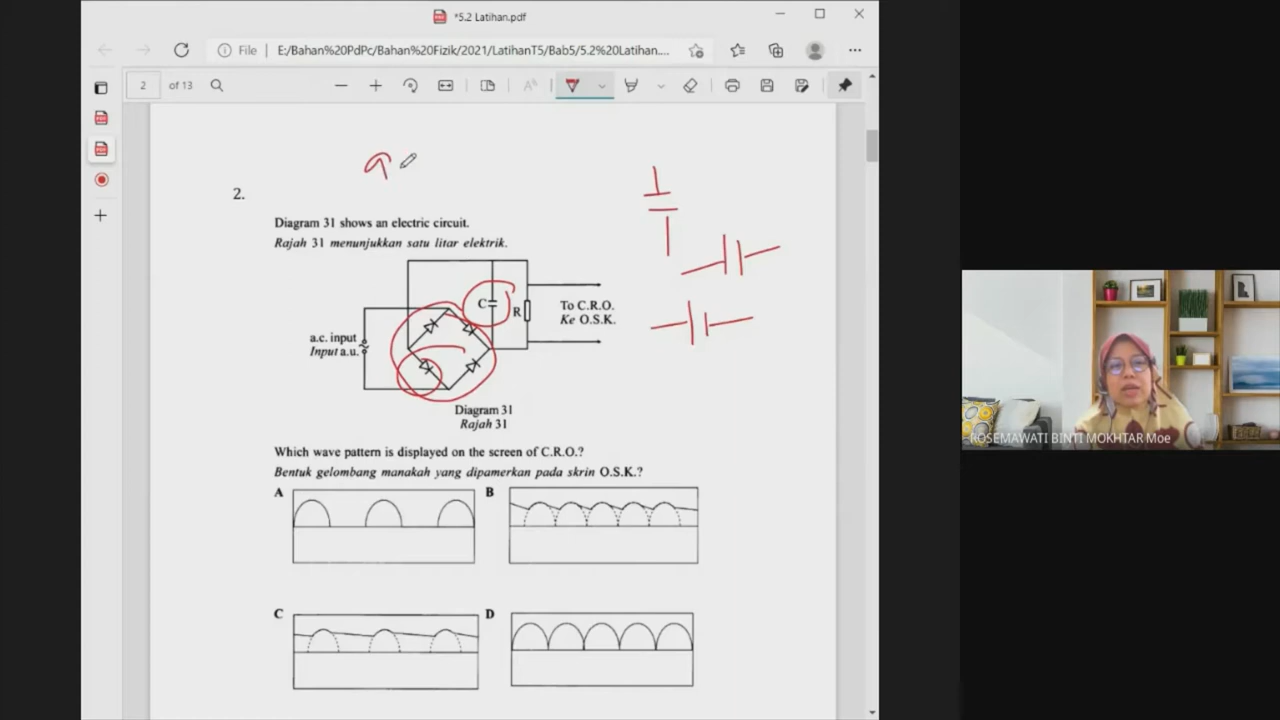 *5.2 Latihan.pdf
File | E:/Bahan%20PdPc/Bahan%20Fizik/2021/LatihanT5/Bab5/5.2%20Latihan....
2 of 13
a
2.
Diagram 31 shows an electric circuit.
Rajah 31 menunjukkan satu litar elektrik.
C
R
To C.R.O.
Ke O.S.K.
a.c. input
Input a.u.
Diagram 31
Rajah 31
Which wave pattern is displayed on the screen of C.R.O.?
Bentuk gelombang manakah yang dipamerkan pada skrin O.S.K.?
A
B
C
D
ROSEMAWATI BINTI MOKHTAR Moe